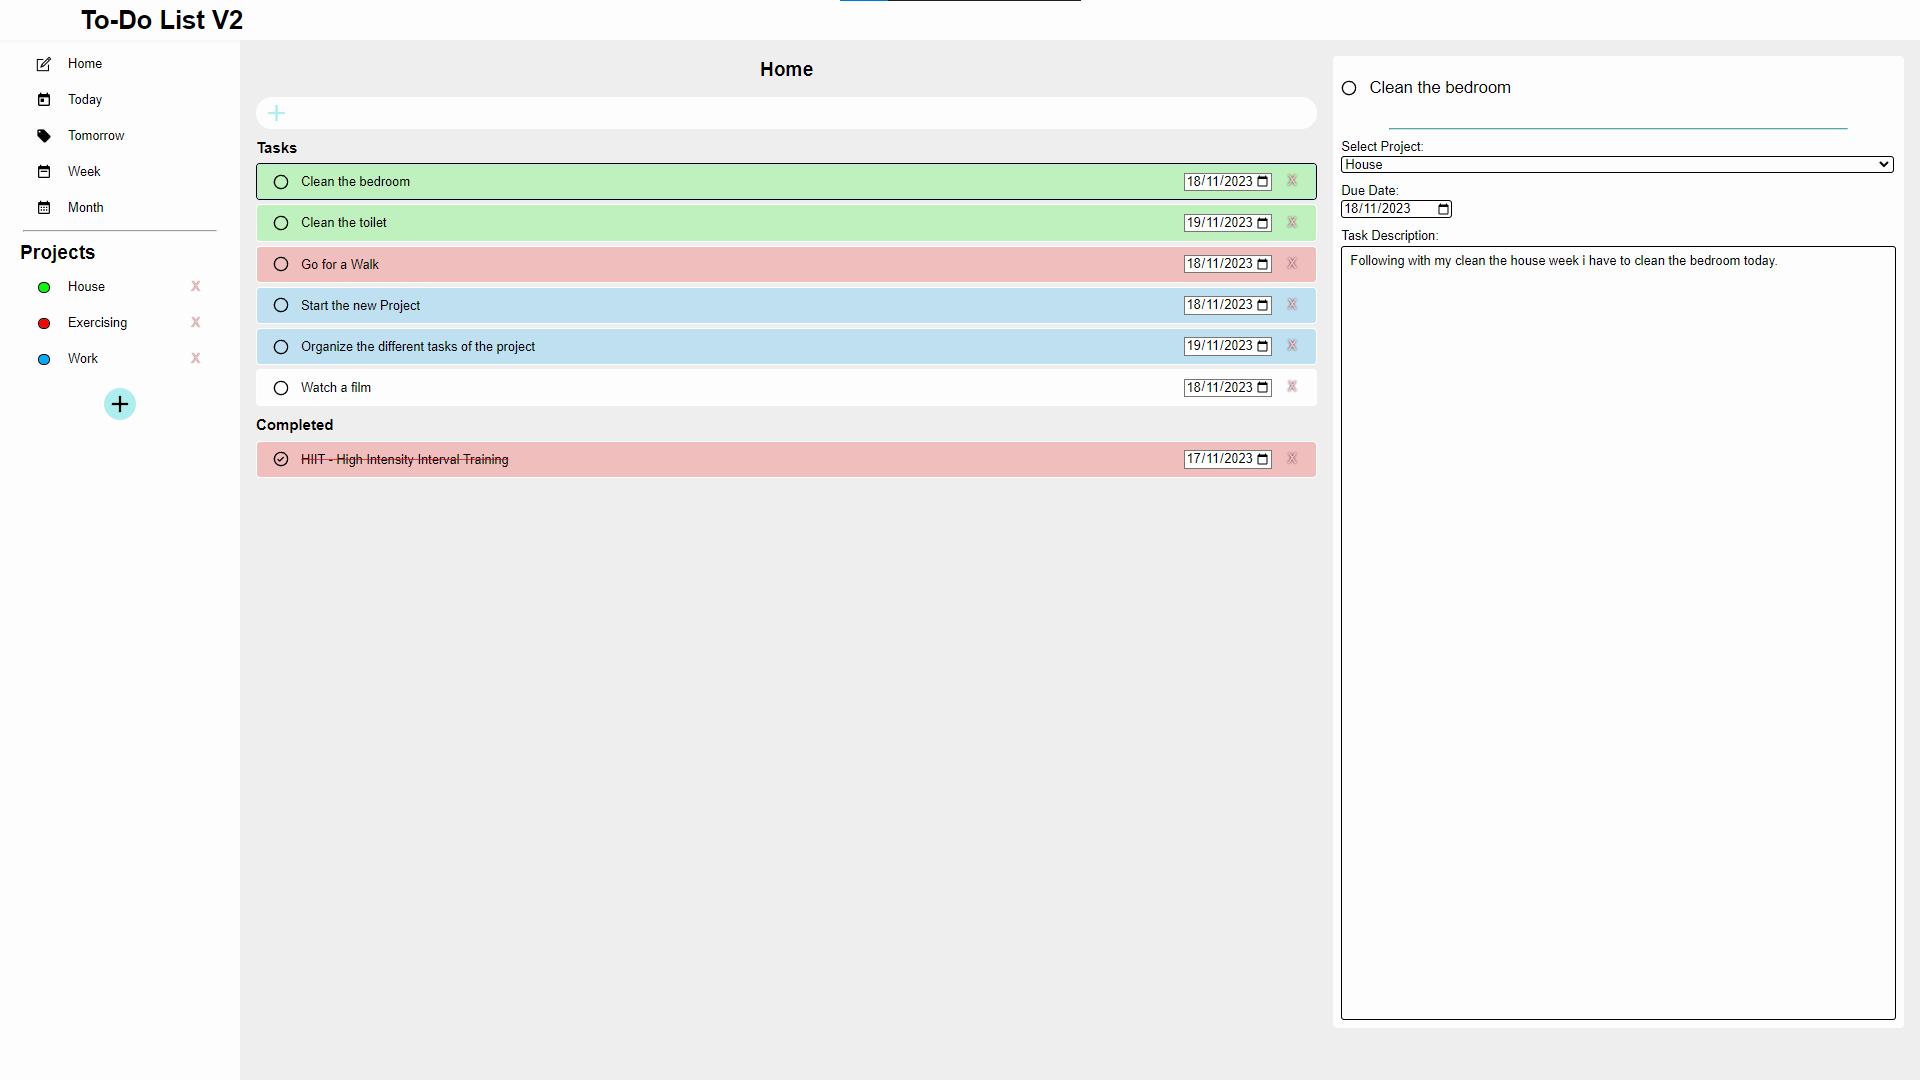 To-Do List V2
Home
Today
Tomorrow
Week
Month
Projects
House X
Exercising X
Work X
Home
Tasks
Clean the bedroom 18/11/2023 X
Clean the toilet 19/11/2023 X
Go for a Walk 18/11/2023 X
Start the new Project 18/11/2023 X
Organize the different tasks of the project 19/11/2023 X
Watch a film 18/11/2023 X
Completed
HIIT - High Intensity Interval Training 17/11/2023 X
Clean the bedroom
Select Project:
House
Due Date:
18/11/2023
Task Description:
Following with my clean the house week i have to clean the bedroom today.